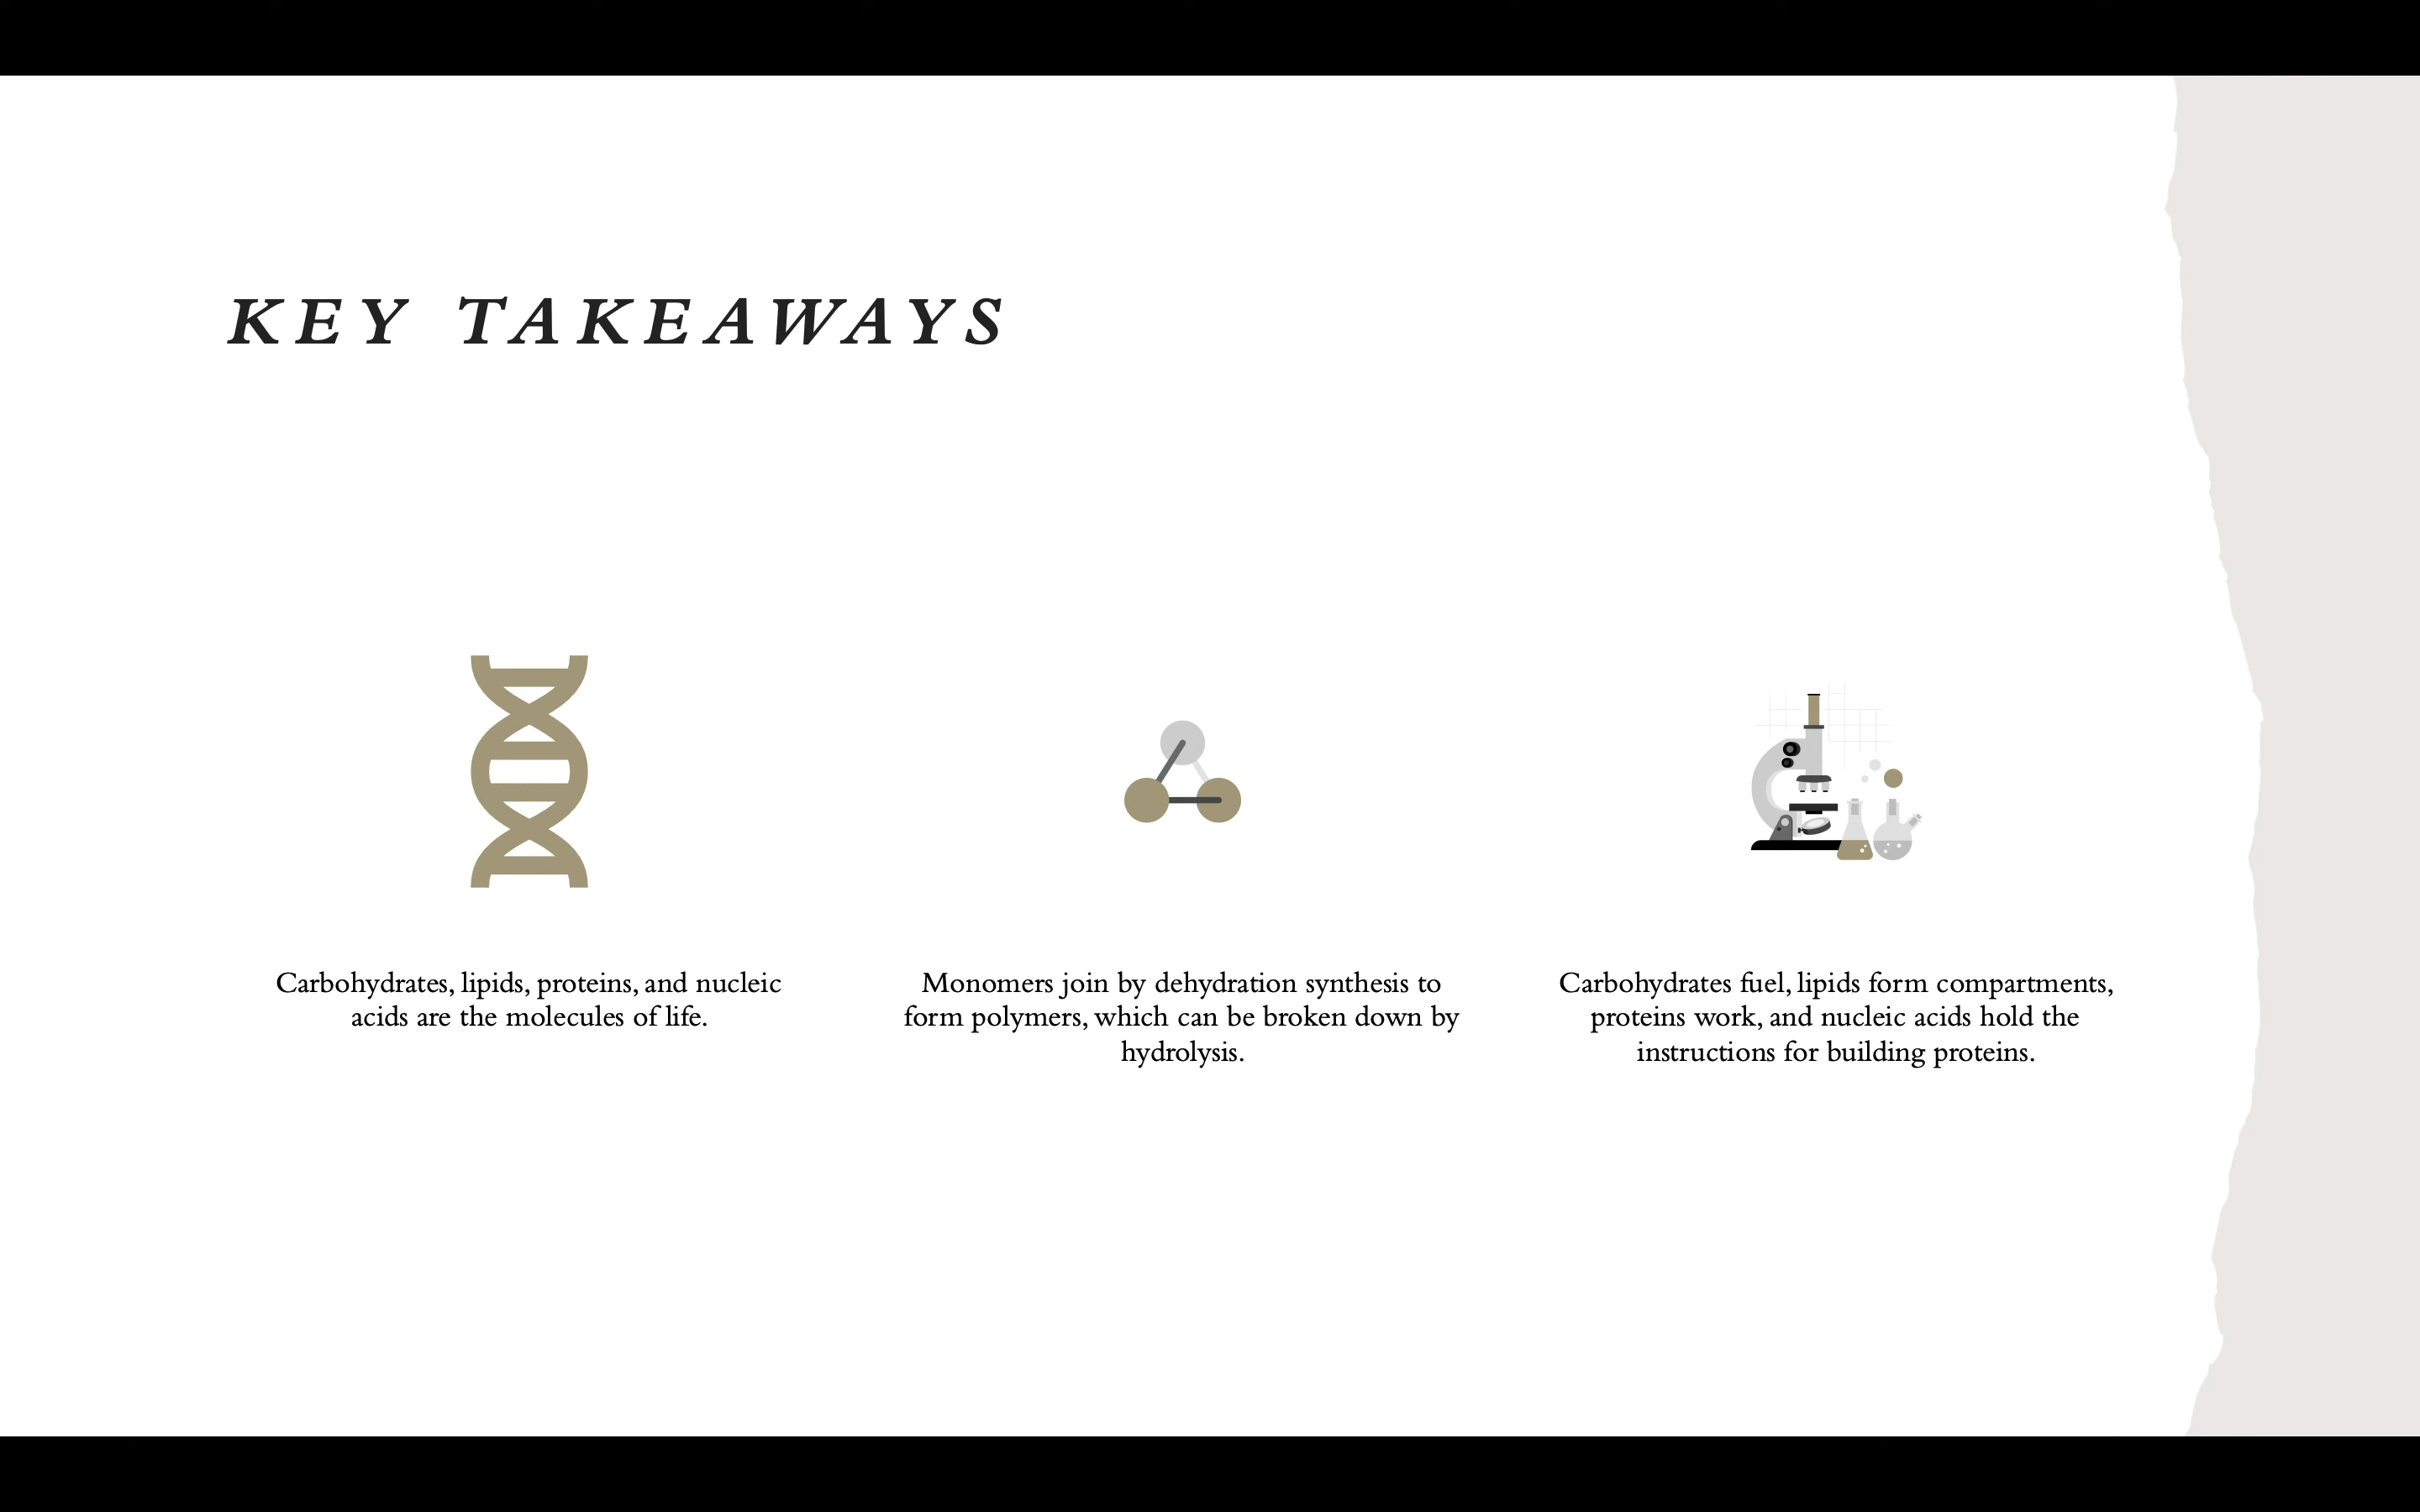 KEY TAKEAWAYS
Carbohydrates, lipids, proteins, and nucleic
acids are the molecules of life.
Monomers join by dehydration synthesis to
form polymers, which can be broken down by
hydrolysis.
Carbohydrates fuel, lipids form compartments,
proteins work, and nucleic acids hold the
instructions for building proteins.